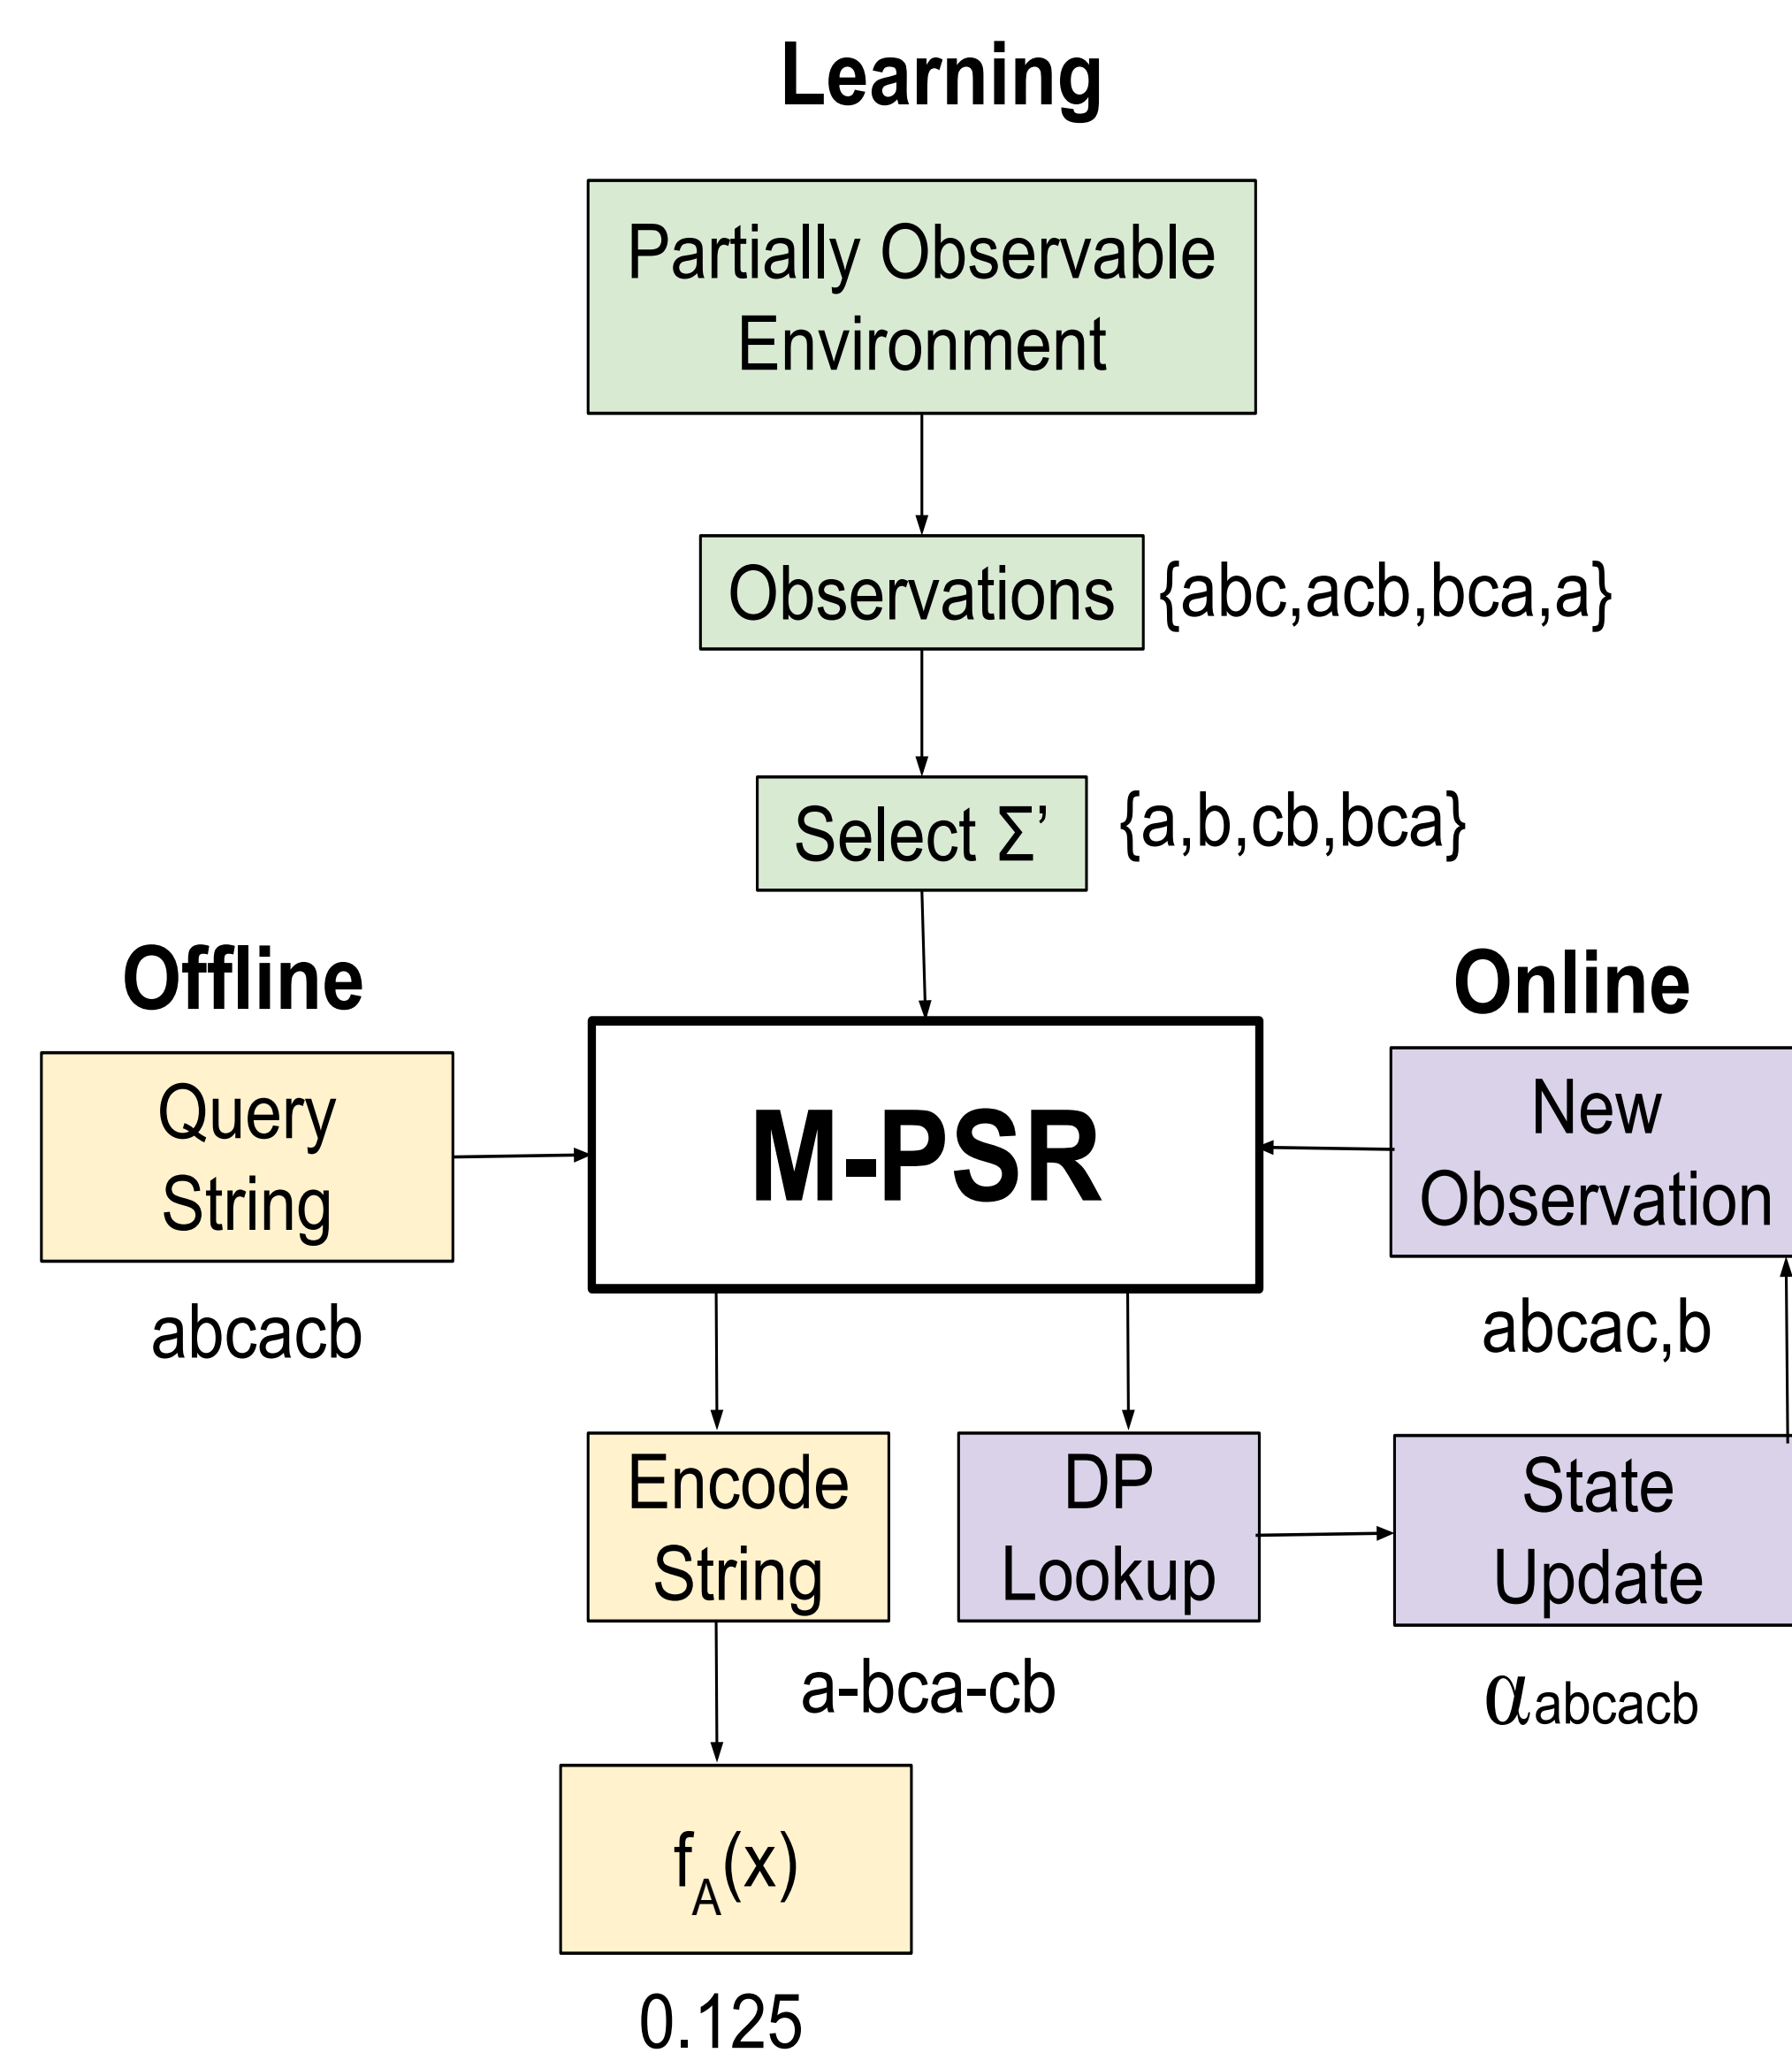 Learning
Partially Observable
Environment
Observations
{abc,acb,bca,a}
Select Σ’
{a,b,cb,bca}
Offline
Online
Query
String
abcacb
M-PSR
New
Observation
abcac,b
Encode
String
a-bca-cb
DP
Lookup
State
Update
αabcacb
fA(x)
0.125